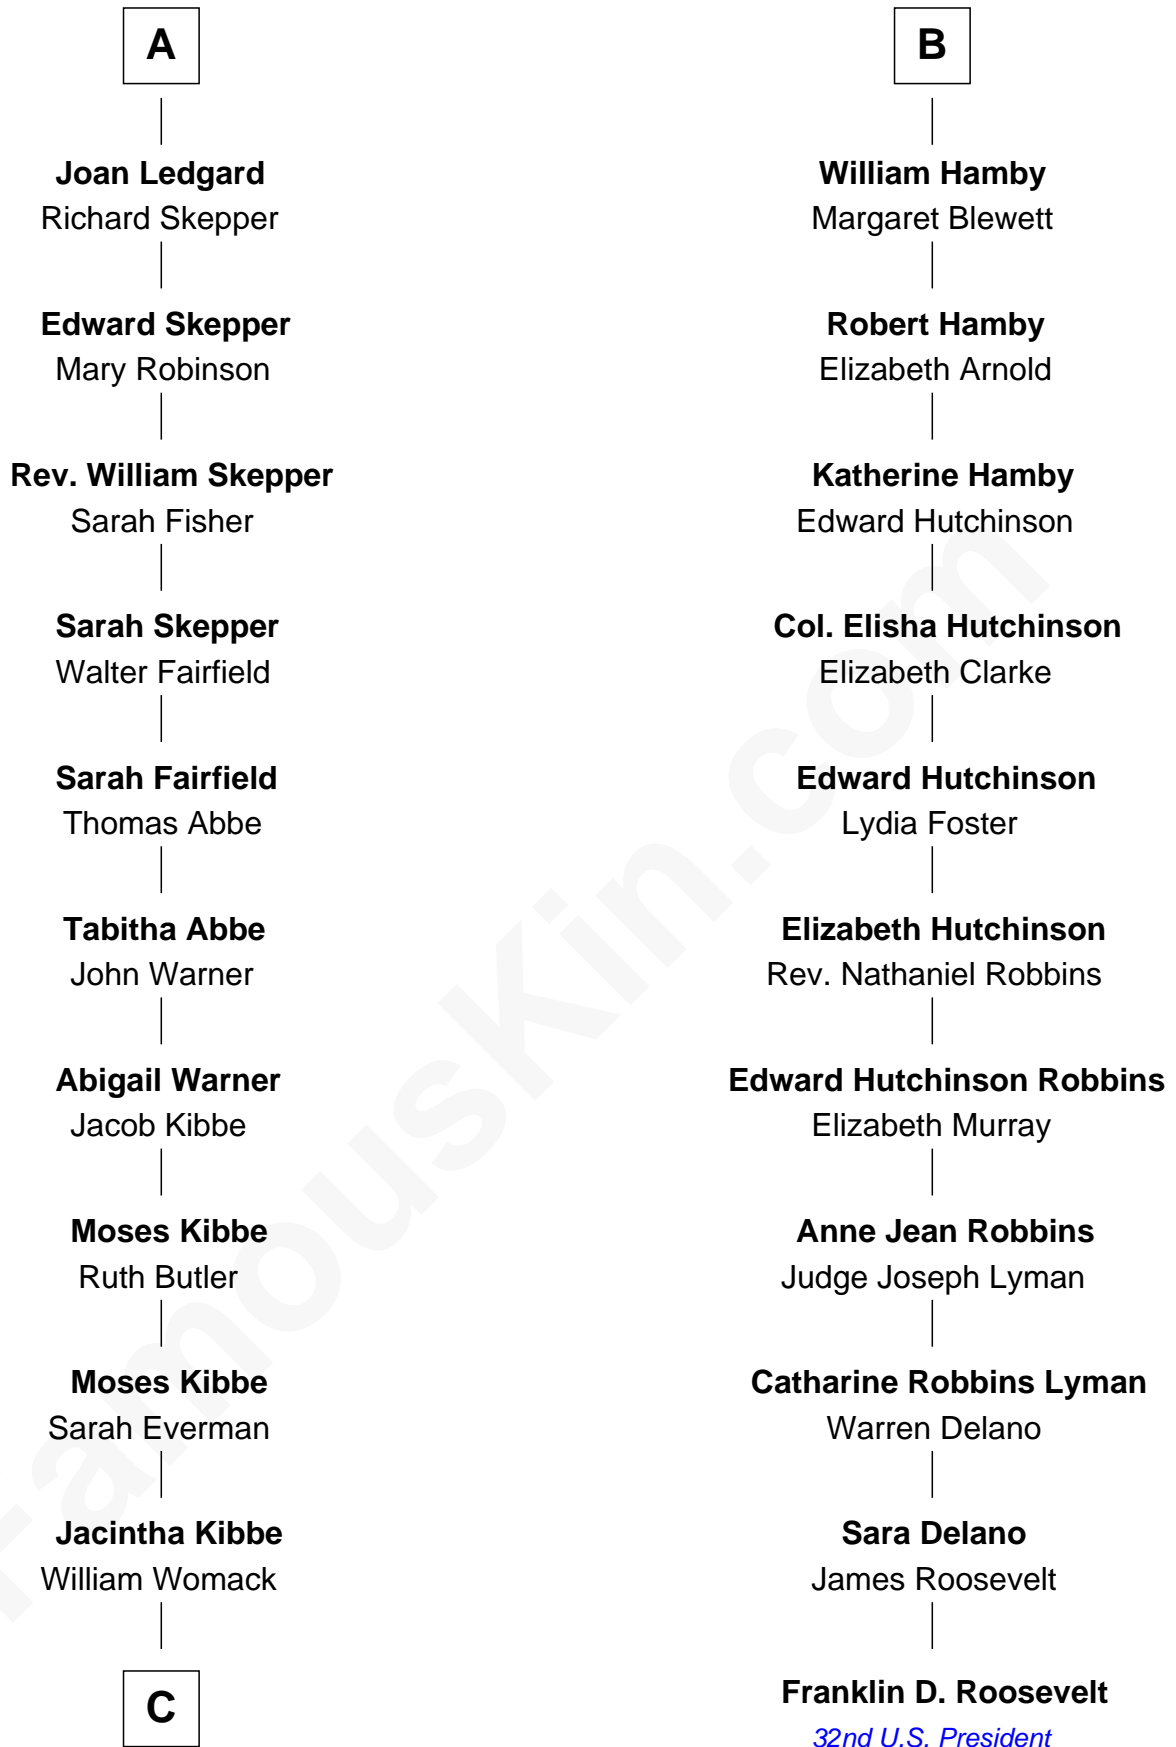 A
Joan Ledgard
Richard Skepper
Edward Skepper
Mary Robinson
Rev. William Skepper
Sarah Fisher
Sarah Skepper
Walter Fairfield
Sarah Fairfield
Thomas Abbe
Tabitha Abbe
John Warner
Abigail Warner
Jacob Kibbe
Moses Kibbe
Ruth Butler
Moses Kibbe
Sarah Everman
Jacintha Kibbe
William Womack
C
B
William Hamby
Margaret Blewett
Robert Hamby
Elizabeth Arnold
Katherine Hamby
Edward Hutchinson
Col. Elisha Hutchinson
Elizabeth Clarke
Edward Hutchinson
Lydia Foster
Elizabeth Hutchinson
Rev. Nathaniel Robbins
Edward Hutchinson Robbins
Elizabeth Murray
Anne Jean Robbins
Judge Joseph Lyman
Catharine Robbins Lyman
Warren Delano
Sara Delano
James Roosevelt
Franklin D. Roosevelt
32nd U.S. President
FamousKin.com